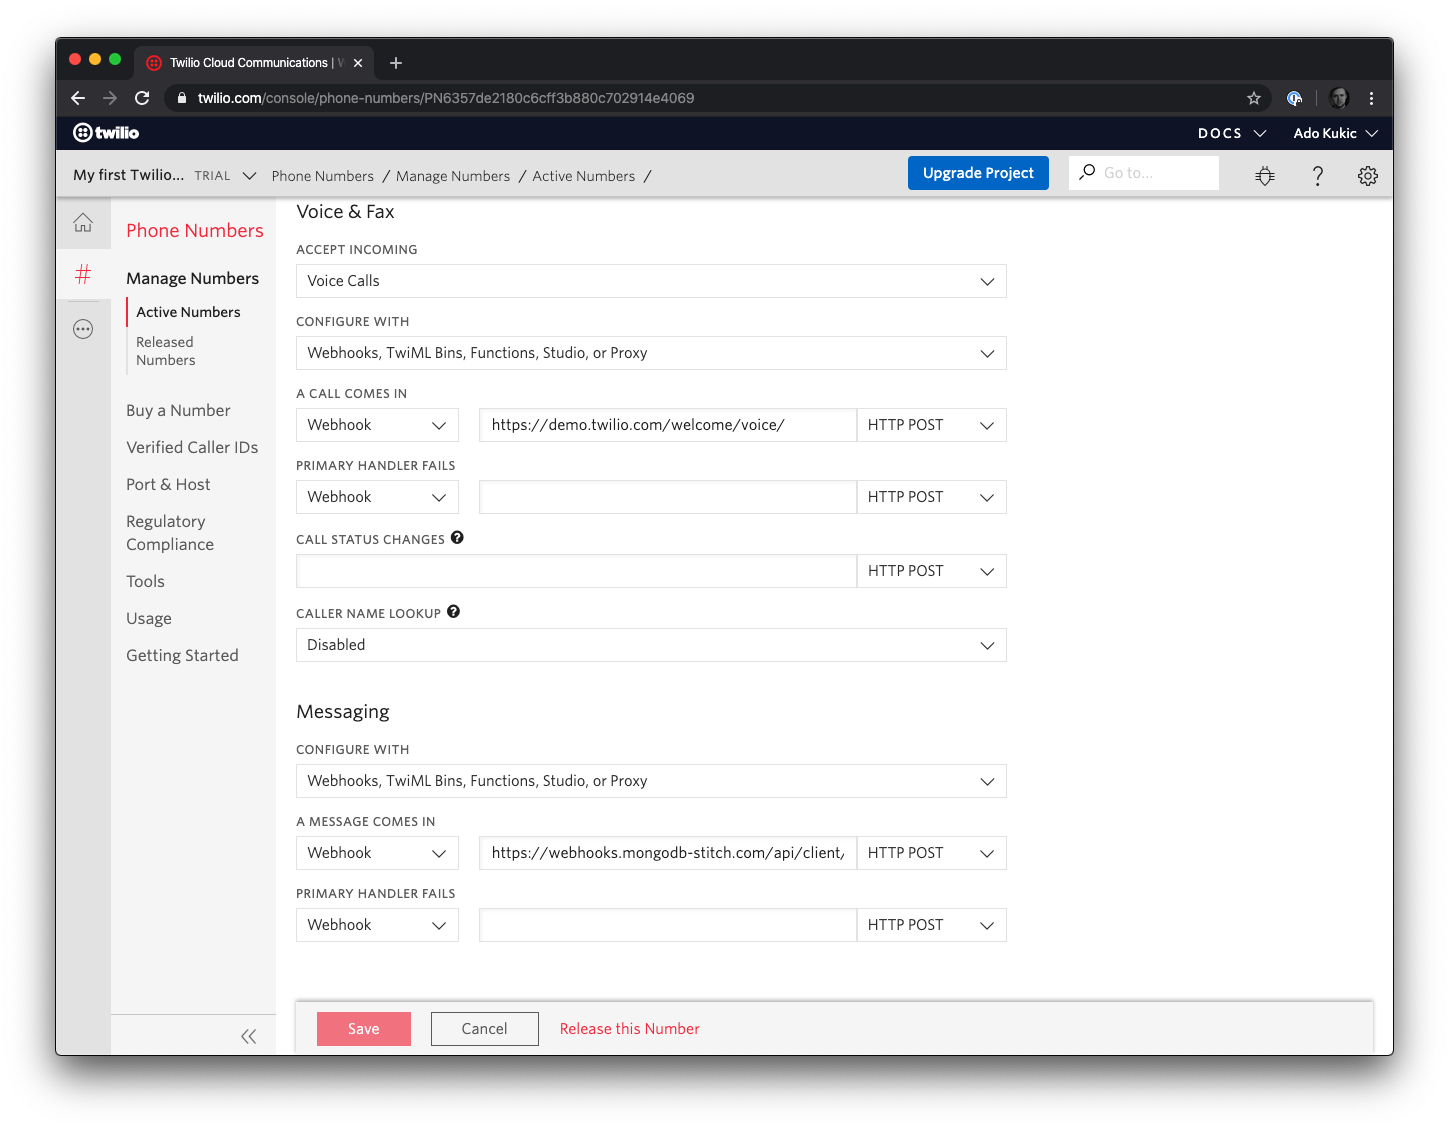 Twilio Cloud Communications |
twilio.com/console/phone-numbers/PN6357de2180c6cff3b880c702914e4069
twilio
DOCS
Ado Kukic
My first Twilio... TRIAL
Phone Numbers / Manage Numbers / Active Numbers /
Upgrade Project
Go to...
?
Phone Numbers
Manage Numbers
Active Numbers
Released
Numbers
Buy a Number
Verified Caller IDs
Port & Host
Regulatory
Compliance
Tools
Usage
Getting Started
Voice & Fax
ACCEPT INCOMING
Voice Calls
CONFIGURE WITH
Webhooks, TwiML Bins, Functions, Studio, or Proxy
A CALL COMES IN
Webhook https://demo.twilio.com/welcome/voice/ HTTP POST
PRIMARY HANDLER FAILS
Webhook HTTP POST
CALL STATUS CHANGES ?
HTTP POST
CALLER NAME LOOKUP ?
Disabled
Messaging
CONFIGURE WITH
Webhooks, TwiML Bins, Functions, Studio, or Proxy
A MESSAGE COMES IN
Webhook https://webhooks.mongodb-stitch.com/api/client/ HTTP POST
PRIMARY HANDLER FAILS
Webhook HTTP POST
Save
Cancel
Release this Number